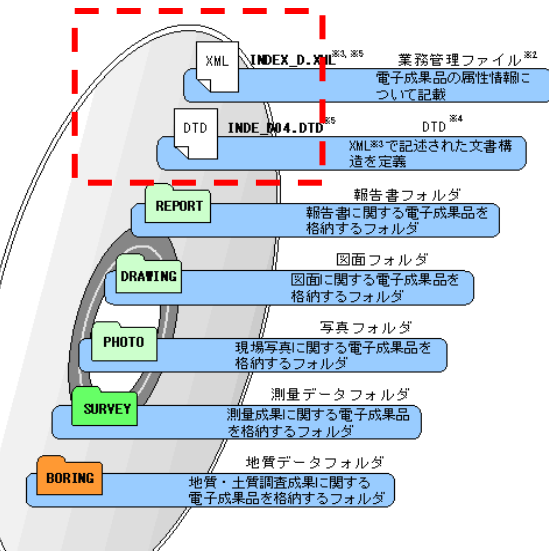 XML INDEX_D.XML※3,※5 業務管理ファイル※2
電子成果品の属性情報に
ついて記載
DTD INDE_D04.DTD※5 DTD※4
XML※3で記述された文書構
造を定義
REPORT 報告書フォルダ
報告書に関する電子成果品を
格納するフォルダ
DRAWING 図面フォルダ
図面に関する電子成果品を
格納するフォルダ
PHOTO 写真フォルダ
現場写真に関する電子成果品を
格納するフォルダ
SURVEY 測量データフォルダ
測量成果に関する電子成果品
を格納するフォルダ
BORING 地質データフォルダ
地質・土質調査成果に関する
電子成果品を格納するフォルダ